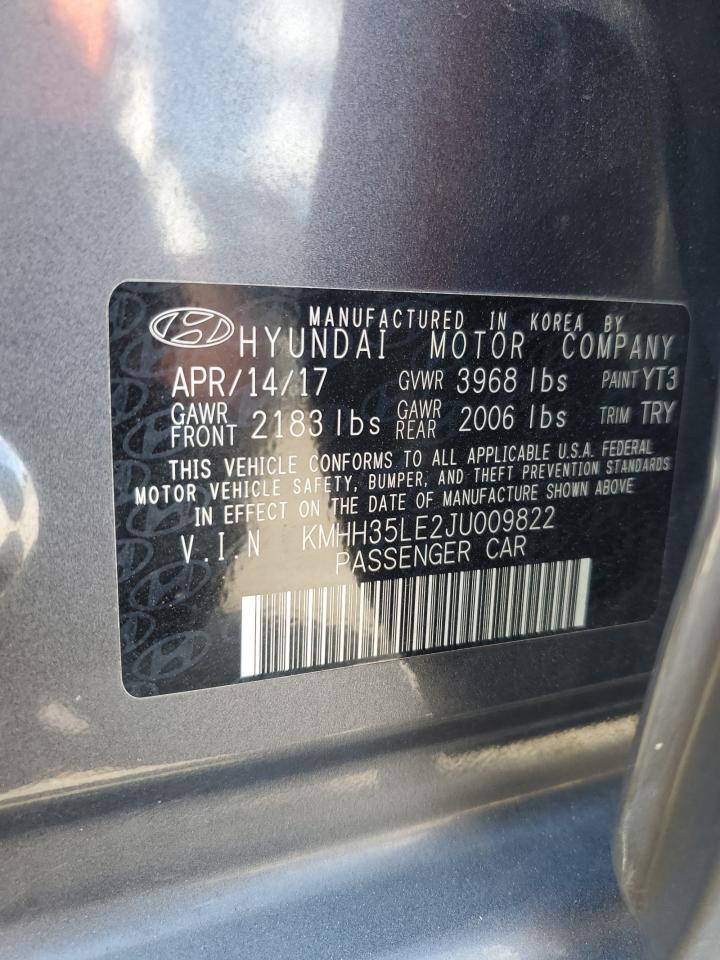 MANUFACTURED IN KOREA BY
HYUNDAI MOTOR COMPANY
APR/14/17 GVWR 3968 lbs PAINT YT3
GAWR FRONT 2183 lbs GAWR REAR 2006 lbs TRIM TRY
THIS VEHICLE CONFORMS TO ALL APPLICABLE U.S.A. FEDERAL
MOTOR VEHICLE SAFETY, BUMPER, AND THEFT PREVENTION STANDARDS
IN EFFECT ON THE DATE OF MANUFACTURE SHOWN ABOVE
V.I.N KMHH35LE2JU009822
PASSENGER CAR